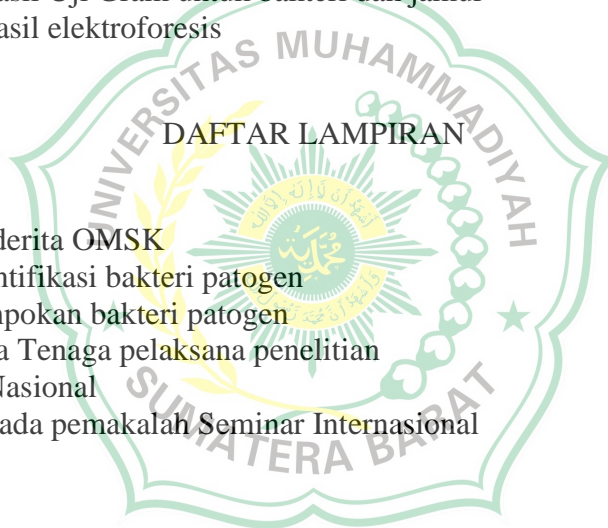 asil Uji Gram untuk bakteri dan jamur
asil elektroforesis
DAFTAR LAMPIRAN
derita OMSK
ntifikasi bakteri patogen
npokan bakteri patogen
a Tenaga pelaksana penelitian
Nasional
ada pemakalah Seminar Internasional
UNIVERSITAS MUHAMMADIYAH
SUMATERA BARAT